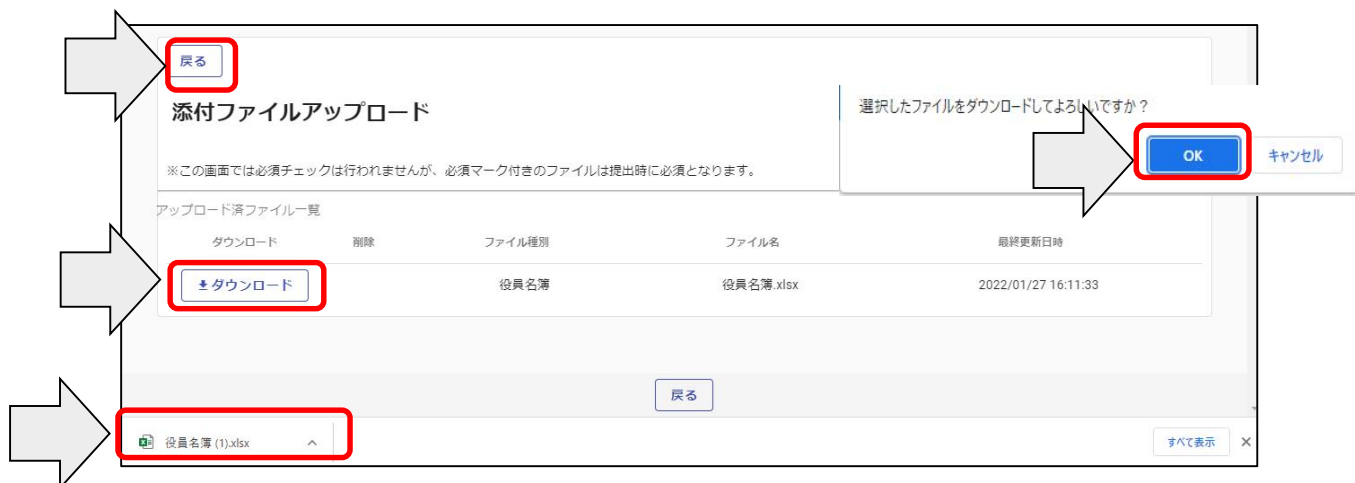 戻る
添付ファイルアップロード
選択したファイルをダウンロードしてよろしいですか？
OK キャンセル
※この画面では必須チェックは行われませんが、必須マーク付きのファイルは提出時に必須となります。
アップロード済ファイル一覧
ダウンロード 削除 ファイル種別 ファイル名 最終更新日時
ダウンロード 役員名簿 役員名簿.xlsx 2022/01/27 16:11:33
戻る
役員名簿 (1).xlsx すべて表示